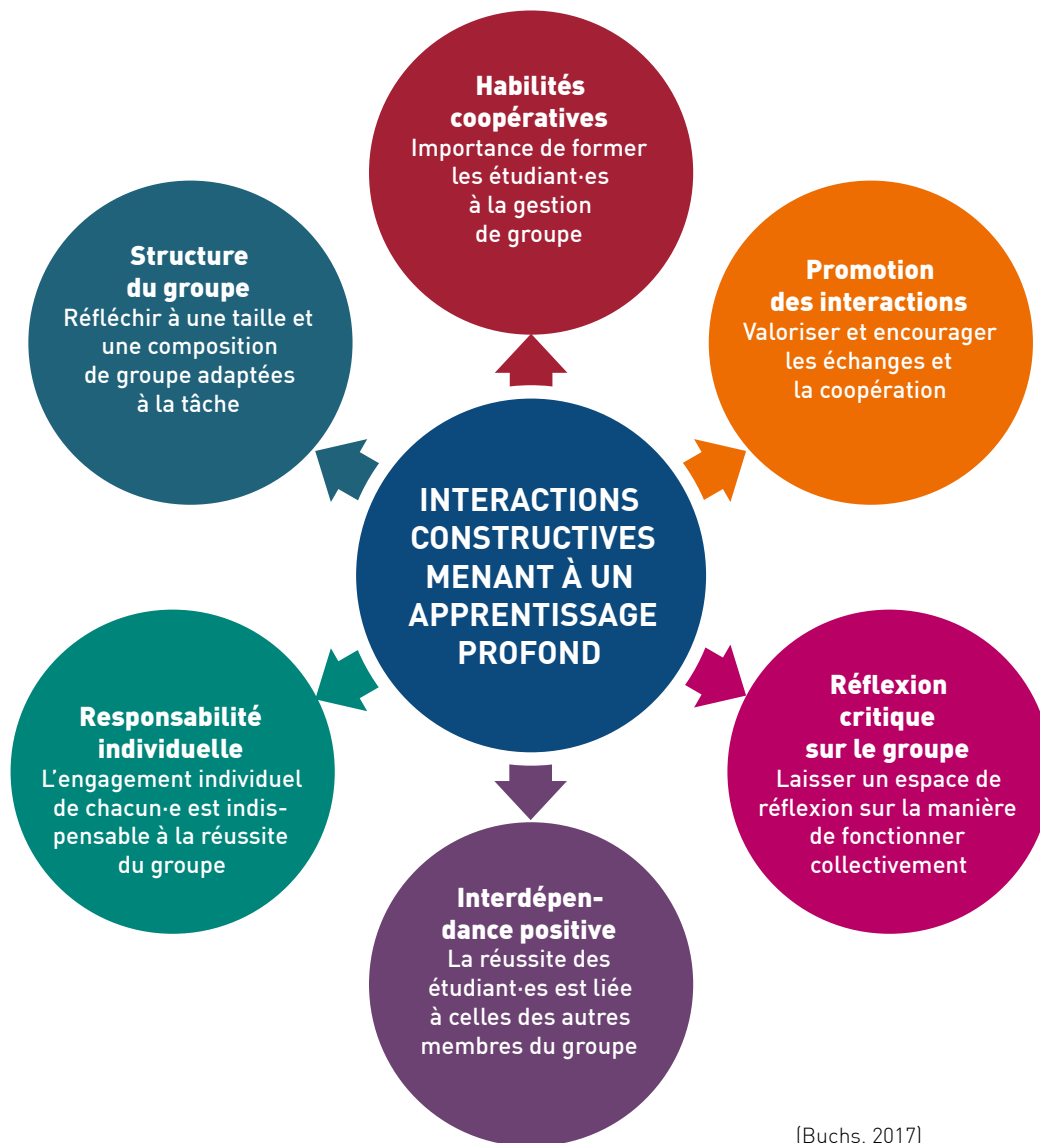 Habilités
coopératives
Importance de former
les étudiant·es
à la gestion
de groupe
Structure
du groupe
Réfléchir à une taille et
une composition
de groupe adaptées
à la tâche
Promotion
des interactions
Valoriser et encourager
les échanges et
la coopération
INTERACTIONS
CONSTRUCTIVES
MENANT À UN
APPRENTISSAGE
PROFOND
Responsabilité
individuelle
L'engagement individuel
de chacun·e est indis-
pensable à la réussite
du groupe
Réflexion
critique
sur le groupe
Laisser un espace de
réflexion sur la manière
de fonctionner
collectivement
Interdépen-
dance positive
La réussite des
étudiant·es est liée
à celles des autres
membres du groupe
(Buchs, 2017)